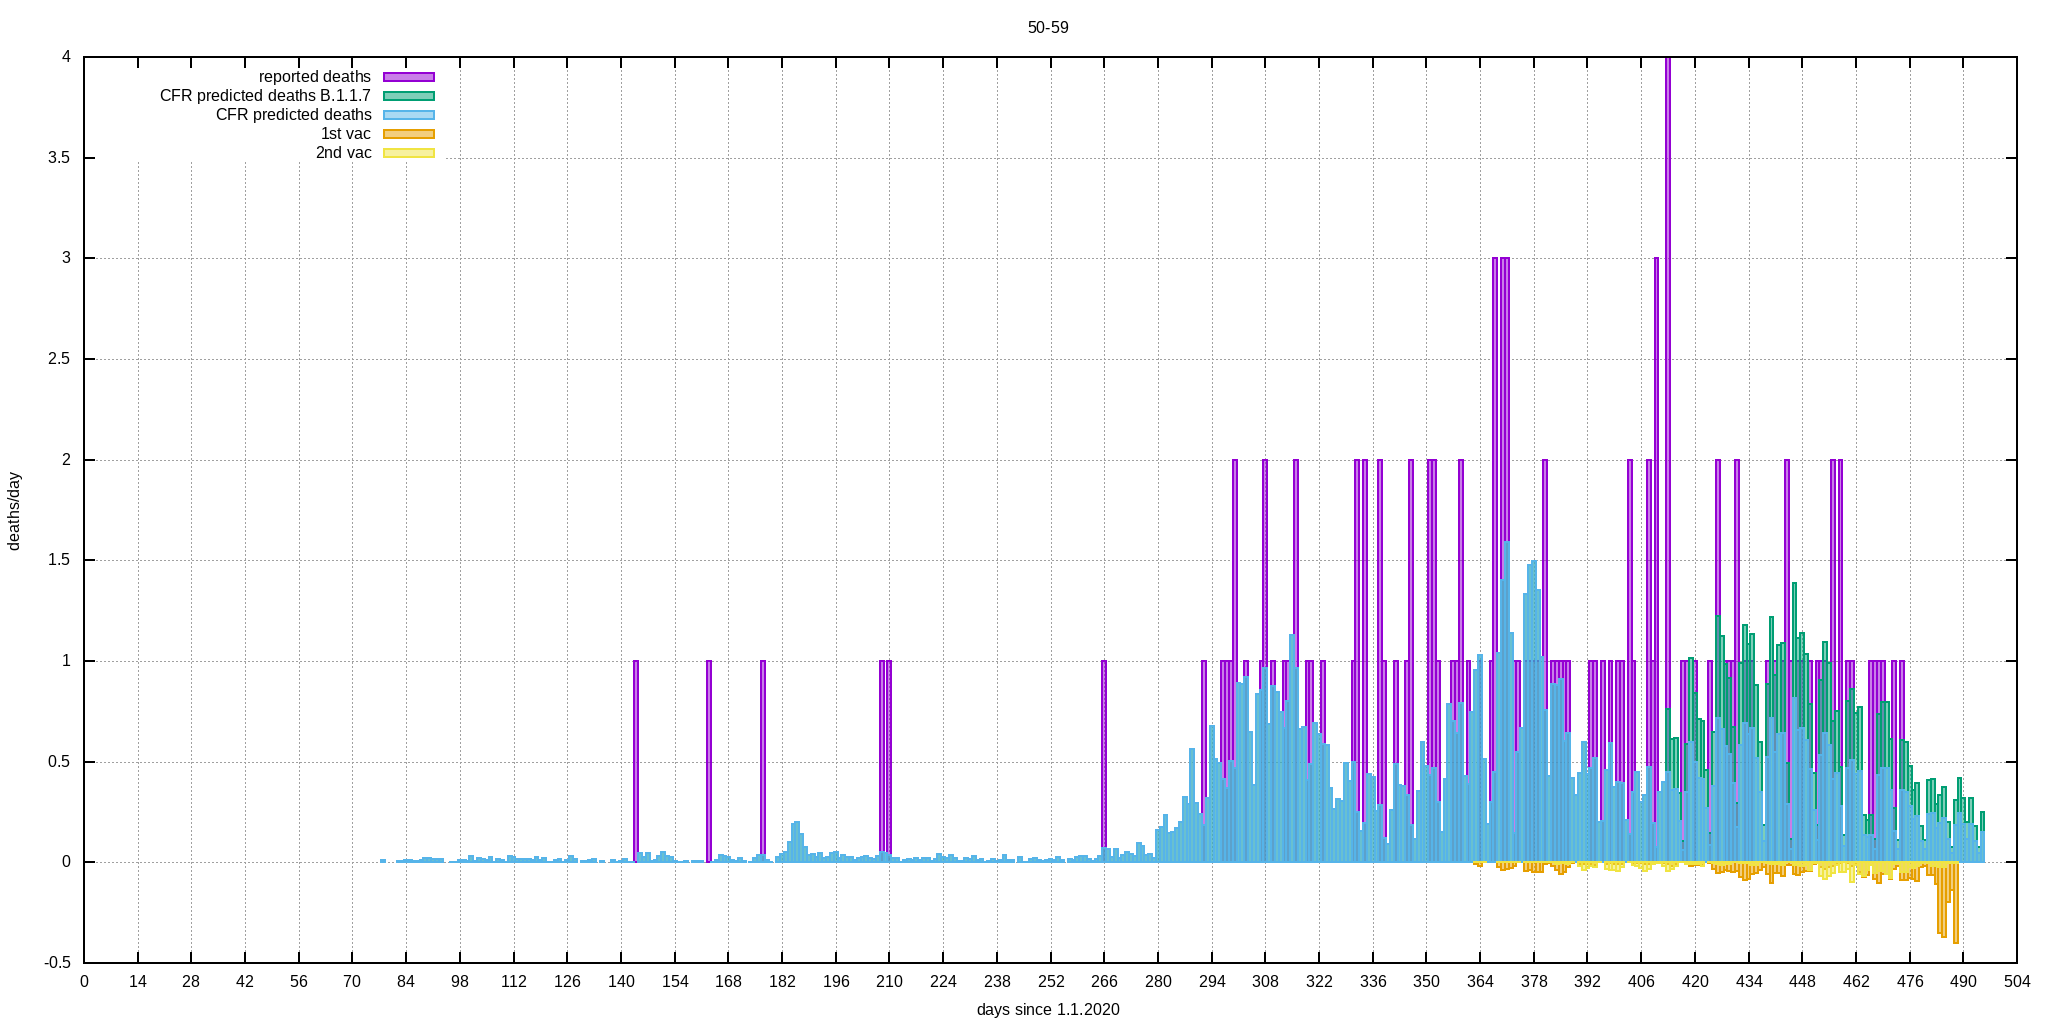 50-59
reported deaths
CFR predicted deaths B.1.1.7
CFR predicted deaths
1st vac
2nd vac
4
3.5
3
2.5
2
1.5
1
0.5
0
-0.5
deaths/day
0 14 28 42 56 70 84 98 112 126 140 154 168 182 196 210 224 238 252 266 280 294 308 322 336 350 364 378 392 406 420 434 448 462 476 490 504
days since 1.1.2020